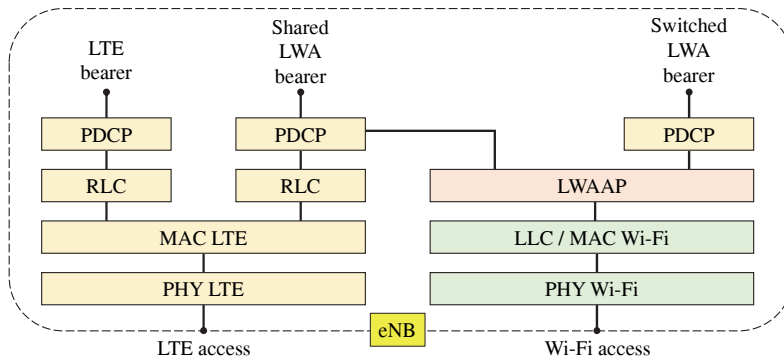 LTE
bearer
Shared
LWA
bearer
Switched
LWA
bearer
PDCP
PDCP
PDCP
RLC
RLC
LWAAP
MAC LTE
LLC / MAC Wi-Fi
PHY LTE
PHY Wi-Fi
eNB
LTE access
Wi-Fi access